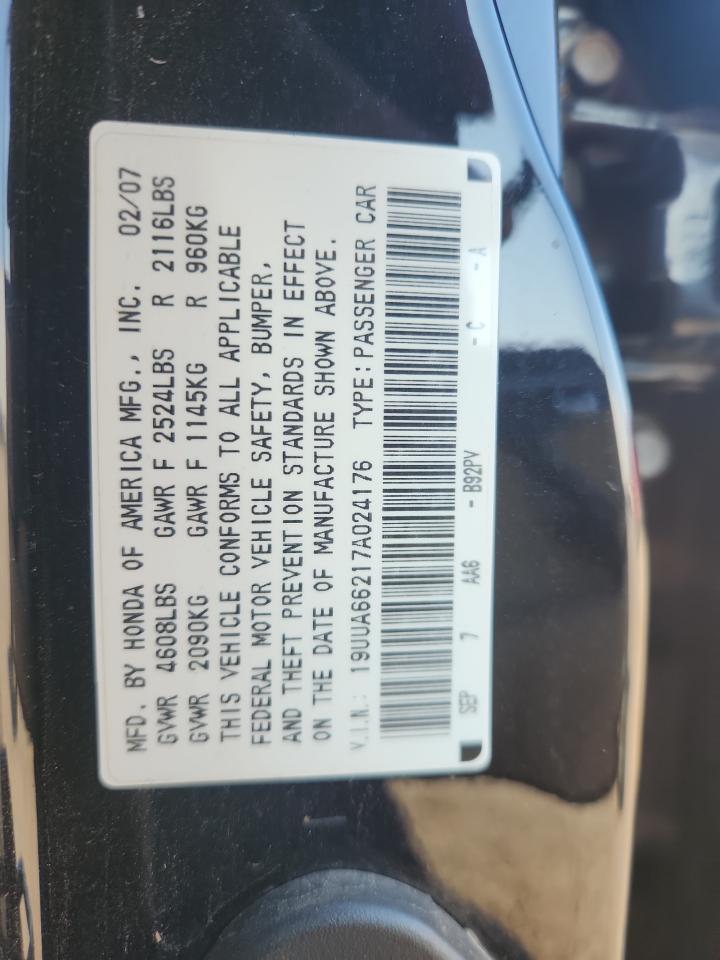 MFD. BY HONDA OF AMERICA MFG., INC. 02/07
GVWR 4608LBS GAWR F 2524LBS R 2116LBS
GVWR 2090KG GAWR F 1145KG R 960KG
THIS VEHICLE CONFORMS TO ALL APPLICABLE
FEDERAL MOTOR VEHICLE SAFETY, BUMPER,
AND THEFT PREVENTION STANDARDS IN EFFECT
ON THE DATE OF MANUFACTURE SHOWN ABOVE.
V.I.N.: 19UUA66217A024176 TYPE:PASSENGER CAR
SEP 7 AA6 - B92PV - C - A